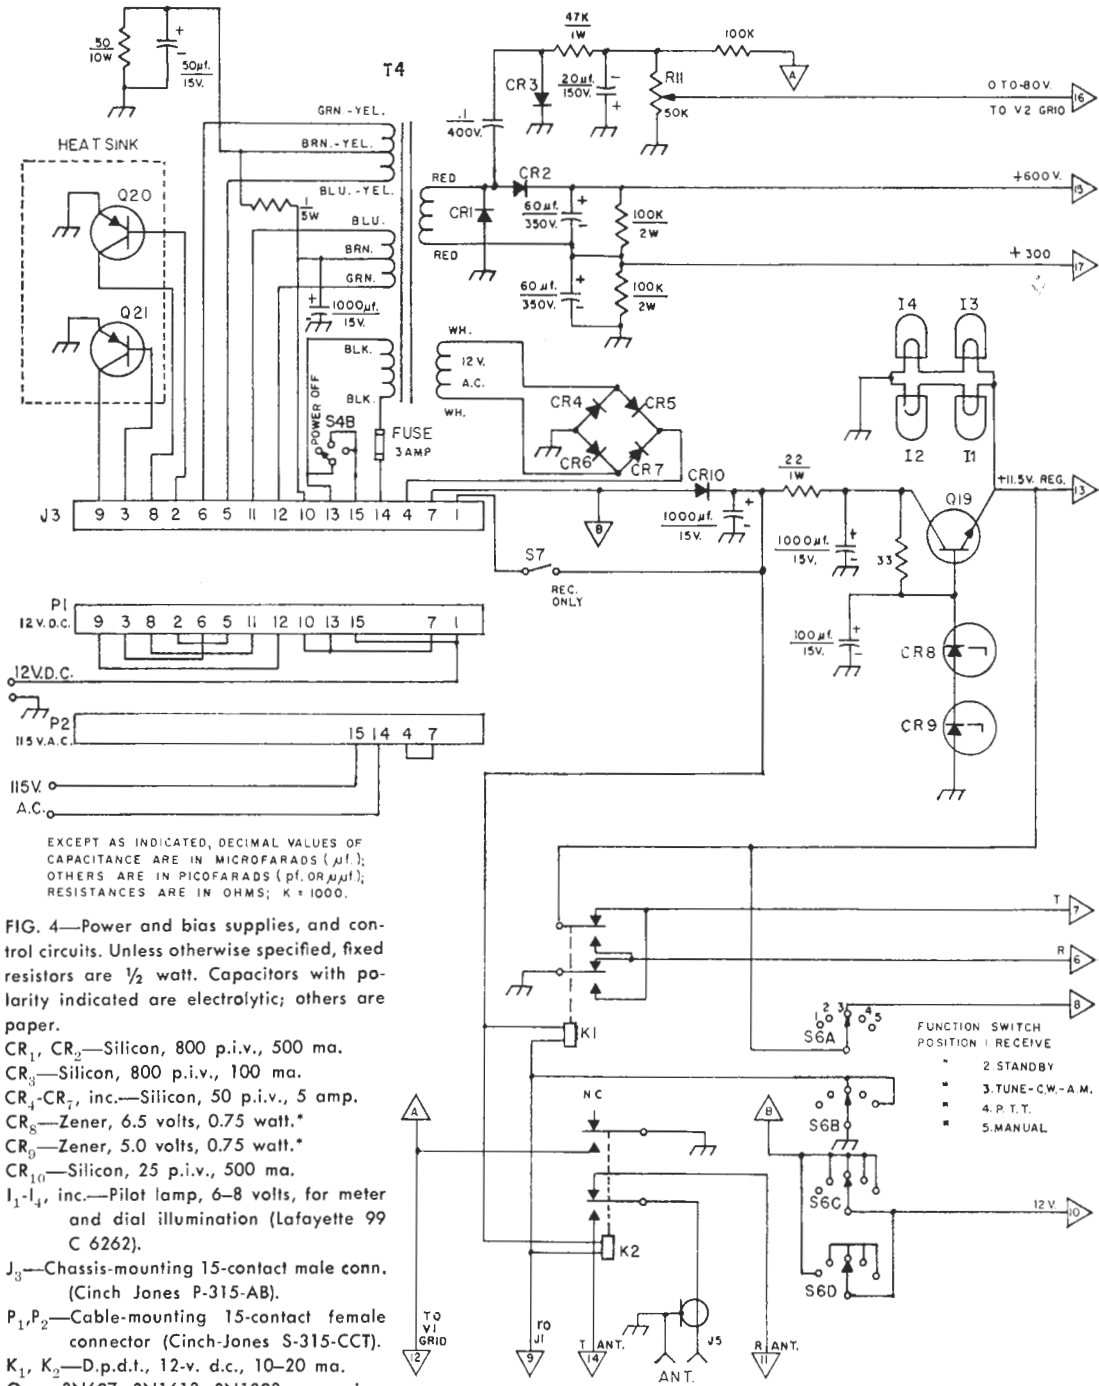 50
10W
+
-
50µf.
15V.
T4
47K
1W
100K
CR3
20µf.
150V.
-
+
R11
50K
A
0 TO-80V.
TO V2 GRID
16
.1
400V.
GRN.-YEL.
BRN.-YEL.
BLU.-YEL.
HEAT SINK
Q20
Q21
1
5W
BLU.
BRN.
GRN.
+
-
1000µf.
15V.
RED
RED
CR1
CR2
60µf.
350V.
+
-
100K
2W
+600V.
15
+300
17
60µf.
350V.
+
-
100K
2W
BLK.
BLK.
WH.
12V.
A.C.
WH.
POWER OFF
S4B
FUSE
3AMP
CR4
CR5
CR6
CR7
I4
I3
I2
I1
CR10
22
1W
+11.5V. REG.
13
Q19
J3
9 3 8 2 6 5 11 12 10 13 15 14 4 7 1
B
1000µf.
15V.
+
-
1000µf.
15V.
+
-
33
S7
REC.
ONLY
100µf.
15V.
+
-
CR8
CR9
P1
12V.D.C.
9 3 8 2 6 5 11 12 10 13 15 7 1
12V.D.C.
P2
115V.A.C.
15 14 4 7
115V.
A.C.
EXCEPT AS INDICATED, DECIMAL VALUES OF
CAPACITANCE ARE IN MICROFARADS (µf.);
OTHERS ARE IN PICOFARADS (pf. OR µµf);
RESISTANCES ARE IN OHMS; K = 1000.
FIG. 4—Power and bias supplies, and con-
trol circuits. Unless otherwise specified, fixed
resistors are ½ watt. Capacitors with po-
larity indicated are electrolytic; others are
paper.
CR₁, CR₂—Silicon, 800 p.i.v., 500 ma.
CR₃—Silicon, 800 p.i.v., 100 ma.
CR₄-CR₇, inc.—Silicon, 50 p.i.v., 5 amp.
CR₈—Zener, 6.5 volts, 0.75 watt.*
CR₉—Zener, 5.0 volts, 0.75 watt.*
CR₁₀—Silicon, 25 p.i.v., 500 ma.
I₁-I₄, inc.—Pilot lamp, 6–8 volts, for meter
and dial illumination (Lafayette 99
C 6262).
J₃—Chassis-mounting 15-contact male conn.
(Cinch Jones P-315-AB).
P₁,P₂—Cable-mounting 15-contact female
connector (Cinch-Jones S-315-CCT).
K₁, K₂—D.p.d.t., 12-v. d.c., 10–20 ma.
T
7
R
6
8
K1
1 2 3 4 5
S6A
FUNCTION SWITCH
POSITION 1. RECEIVE
" 2 STANDBY
" 3. TUNE-C.W.-A.M.
" 4. P.T.T.
" 5. MANUAL
S6B
A
NC
B
S6C
12V.
10
S6D
K2
TO
V1
GRID
12
TO
J1
9
T ANT.
14
J5
ANT.
R ANT.
11